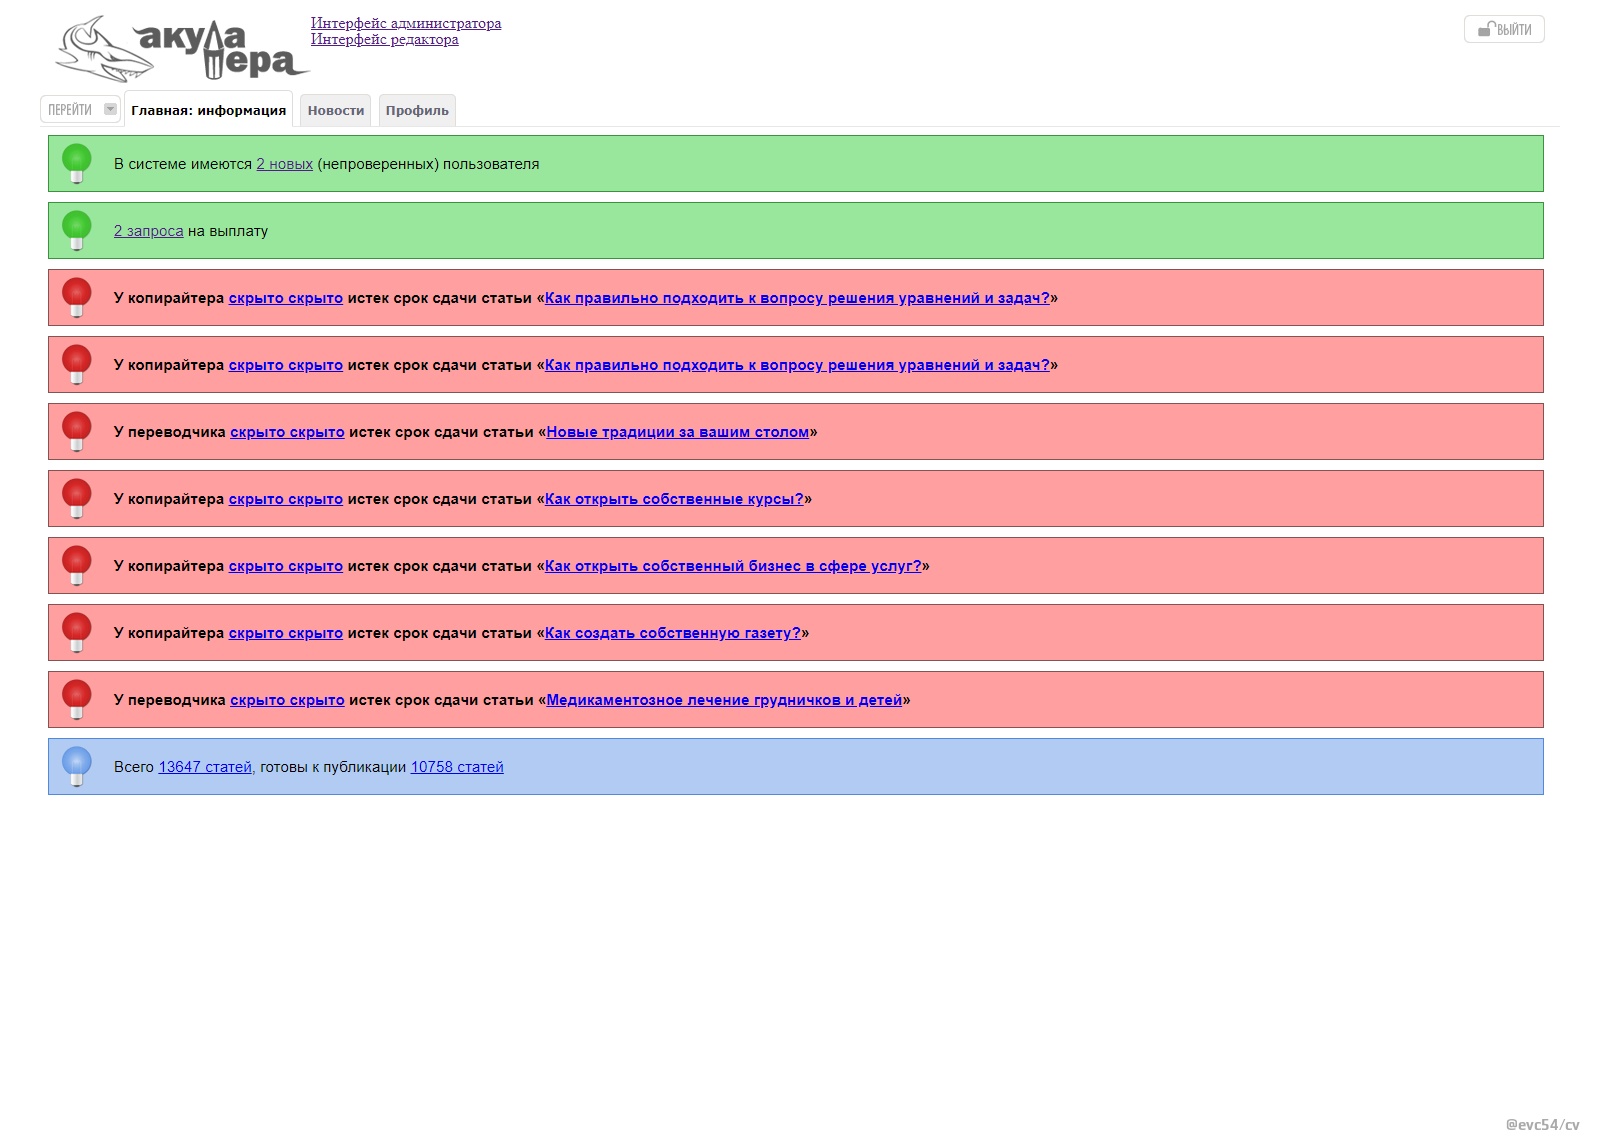 акула пера
Интерфейс администратора
Интерфейс редактора
ВЫЙТИ
ПЕРЕЙТИ
Главная: информация
Новости
Профиль
В системе имеются 2 новых (непроверенных) пользователя
2 запроса на выплату
У копирайтера скрыто скрыто истек срок сдачи статьи «Как правильно подходить к вопросу решения уравнений и задач?»
У копирайтера скрыто скрыто истек срок сдачи статьи «Как правильно подходить к вопросу решения уравнений и задач?»
У переводчика скрыто скрыто истек срок сдачи статьи «Новые традиции за вашим столом»
У копирайтера скрыто скрыто истек срок сдачи статьи «Как открыть собственные курсы?»
У копирайтера скрыто скрыто истек срок сдачи статьи «Как открыть собственный бизнес в сфере услуг?»
У копирайтера скрыто скрыто истек срок сдачи статьи «Как создать собственную газету?»
У переводчика скрыто скрыто истек срок сдачи статьи «Медикаментозное лечение грудничков и детей»
Всего 13647 статей, готовы к публикации 10758 статей
@evc54/cv